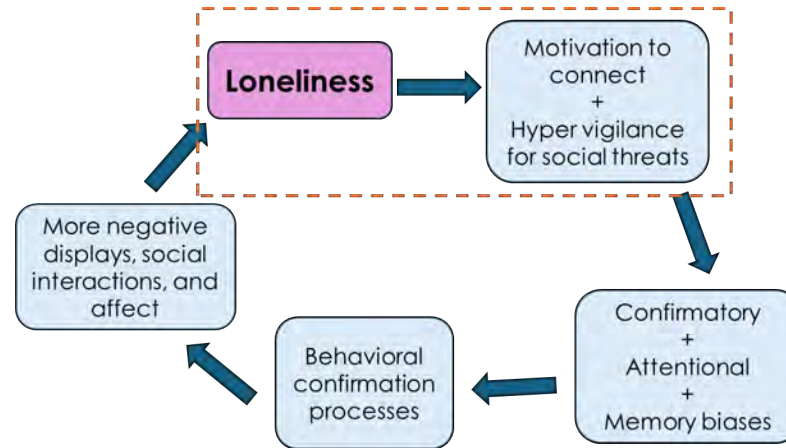 Loneliness
Motivation to
connect
+
Hyper vigilance
for social threats
Confirmatory
+
Attentional
+
Memory biases
Behavioral
confirmation
processes
More negative
displays, social
interactions, and
affect